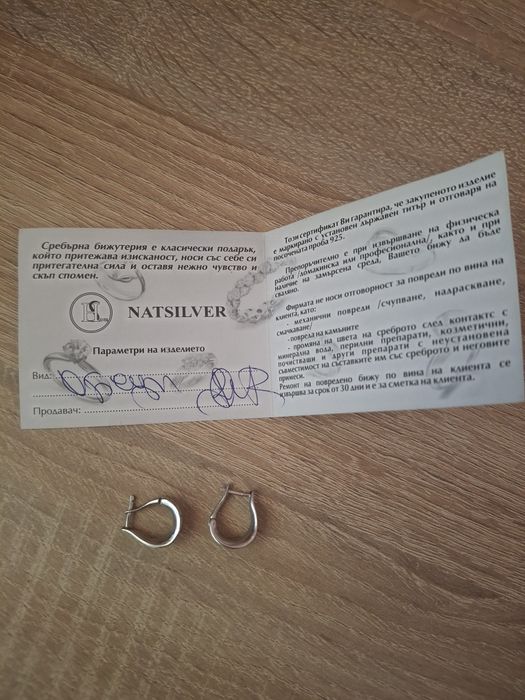 Сребърна бижутерия е класически подарък,
който притежава изисканост, носи със себе си
притегателна сила и оставя нежно чувство и
скъп спомен.
NATSILVER
Параметри на изделието
Вид:
Продавач:
Този сертификат Ви гарантира, че закупеното изделие
е маркирано с установен държавен титър и отговаря на
посочената проба 925.
Препоръчително е при извършване на физическа
работа /домакинска или професионална/, както и при
наличие на замърсена среда, Вашето бижу да бъде
свалено.
Фирмата не носи отговорност за повреди по вина на
клиента, като:
- механични повреди /счупване, надраскване,
смачкване/
- повреда на камъните
- промяна на цвета на среброто след контакт с
минерална вода, перилни препарати, козметични,
почистващи и други препарати с неустановена
съвместимост на съставките им със среброто и неговите
примеси.
Ремонт на повредено бижу по вина на клиента се
извършва за срок от 30 дни и е за сметка на клиента.